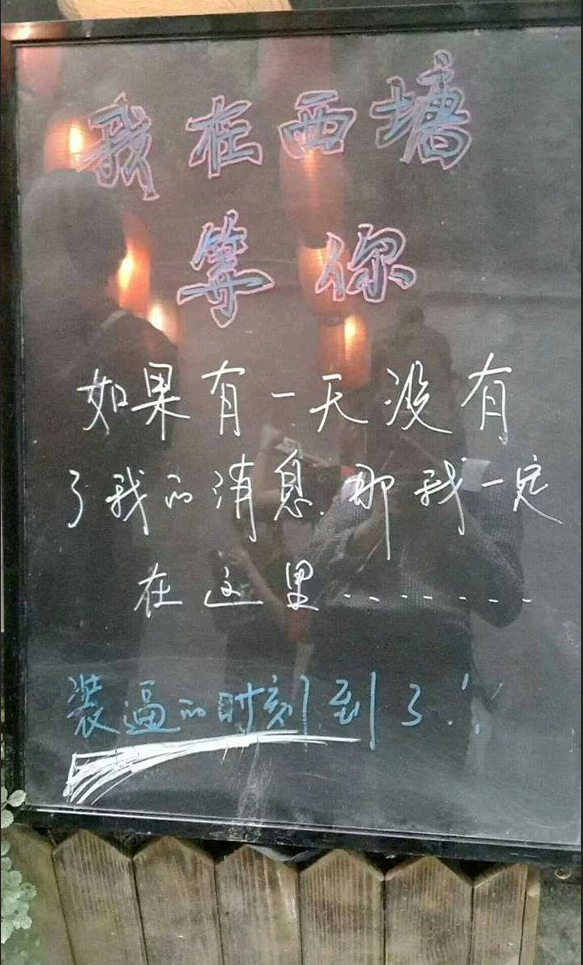 我在西塘
等你
如果有一天没有
了我的消息.那我一定
在这里.......
装逼的时刻到了!